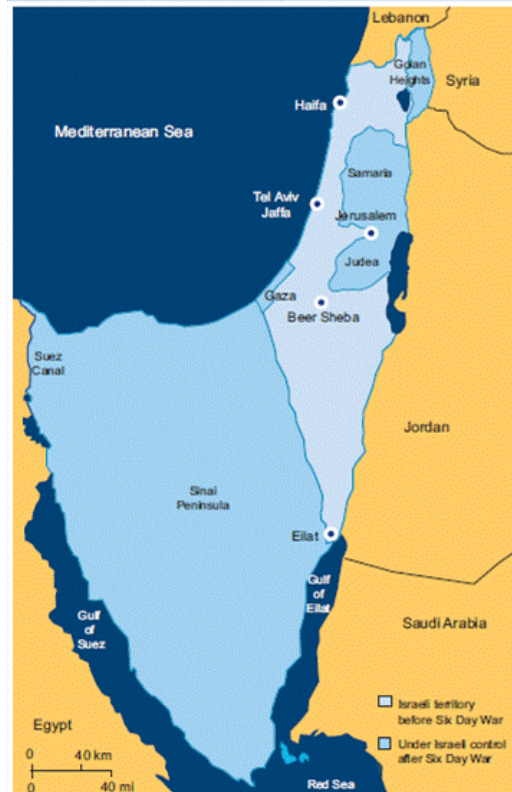 Lebanon
Golan
Heights
Syria
Haifa
Mediterranean Sea
Samaria
Tel Aviv
Jaffa
Jerusalem
Judea
Gaza
Beer Sheba
Suez
Canal
Jordan
Sinai
Peninsula
Eilat
Gulf
of
Eilat
Gulf
of
Suez
Saudi Arabia
Israeli territory
before Six Day War
Egypt
Under Israeli control
after Six Day War
0 40 km
0 40 mi
Red Sea